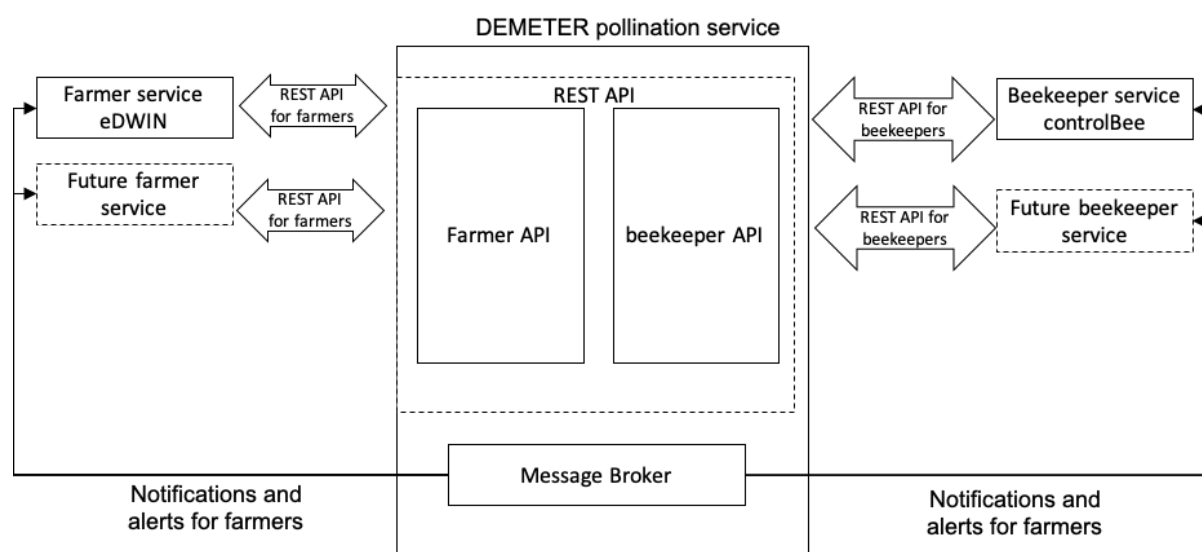 DEMETER pollination service
Farmer service
eDWIN
REST API
for farmers
REST API
REST API for
beekeepers
Beekeeper service
controlBee
Future farmer
service
REST API
for farmers
Farmer API
beekeeper API
REST API for
beekeepers
Future beekeeper
service
Message Broker
Notifications and
alerts for farmers
Notifications and
alerts for farmers